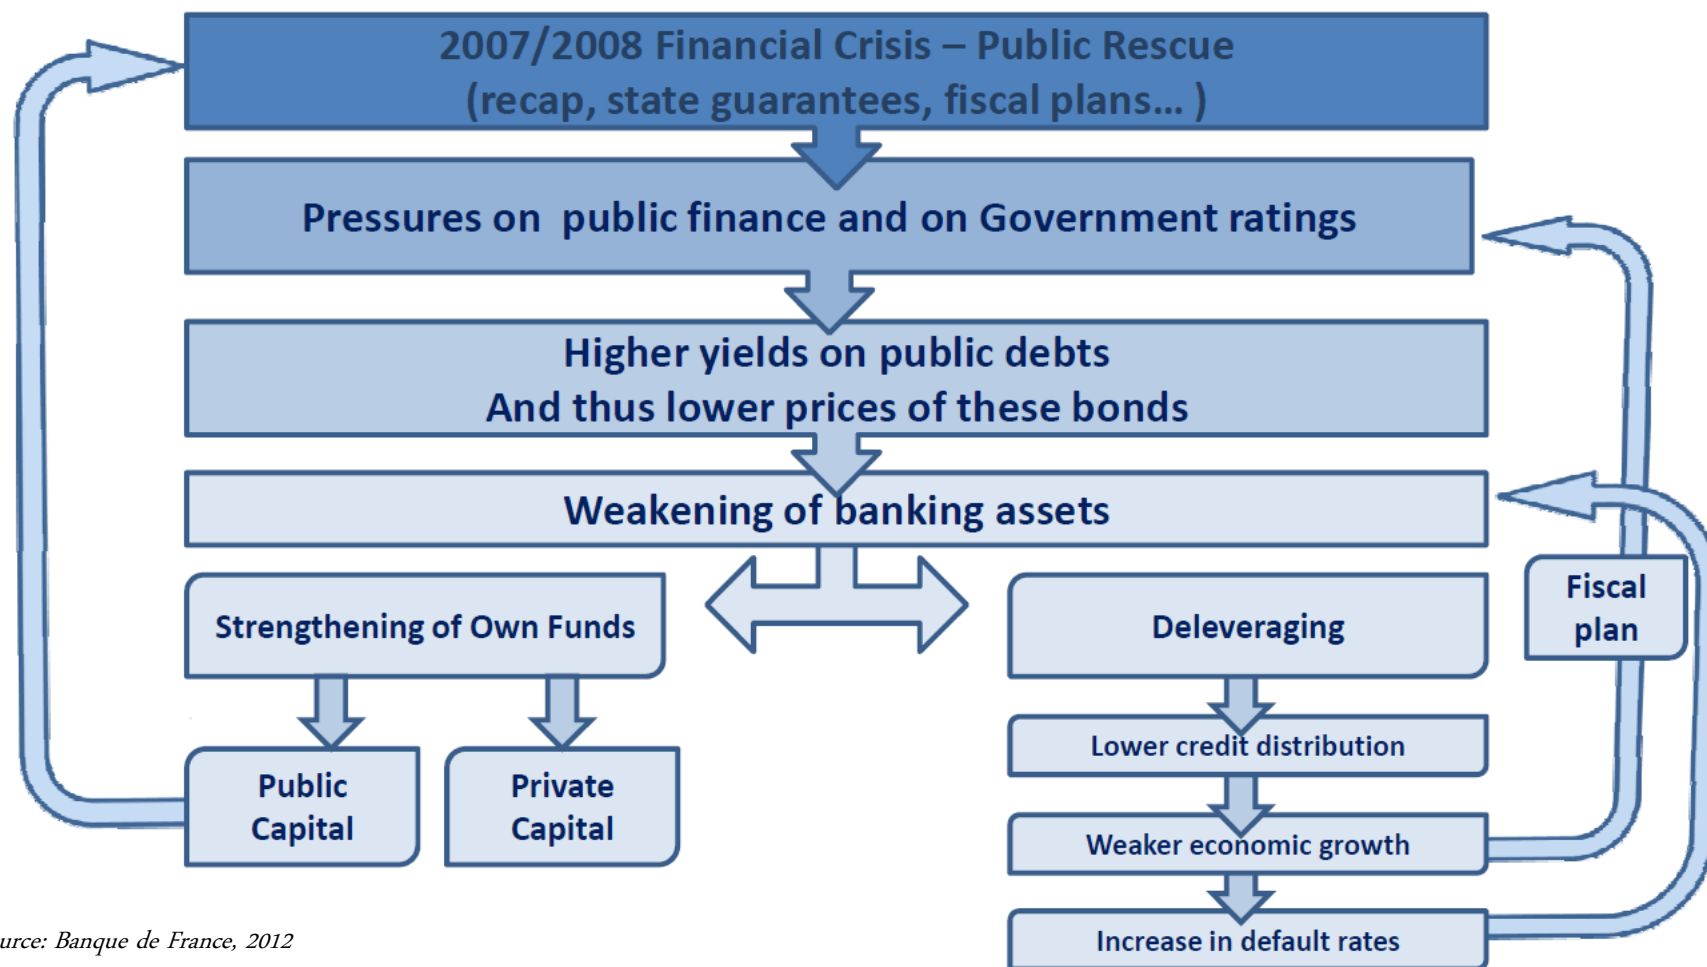 2007/2008 Financial Crisis – Public Rescue
(recap, state guarantees, fiscal plans… )
Pressures on public finance and on Government ratings
Higher yields on public debts
And thus lower prices of these bonds
Weakening of banking assets
Strengthening of Own Funds
Deleveraging
Fiscal
plan
Lower credit distribution
Public
Capital
Private
Capital
Weaker economic growth
Increase in default rates
urce: Banque de France, 2012